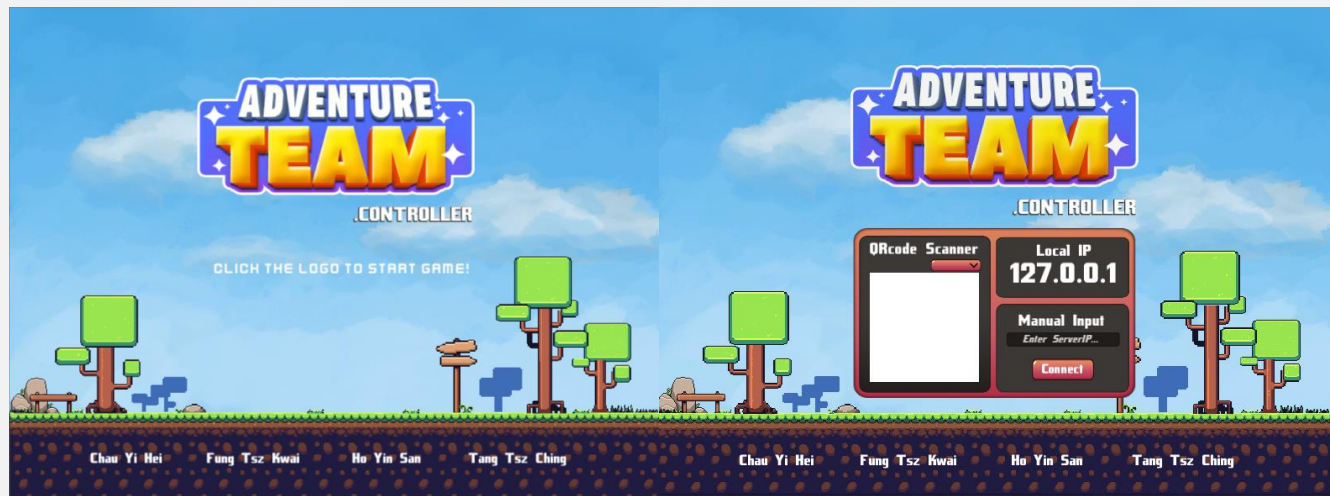 ADVENTURE
TEAM
.CONTROLLER
CLICK THE LOGO TO START GAME!
Chau Yi Hei Fung Tsz Kwai Ho Yin San Tang Tsz Ching
ADVENTURE
TEAM
.CONTROLLER
QRcode Scanner
Local IP
127.0.0.1
Manual Input
Enter ServerIP...
Connect
Chau Yi Hei Fung Tsz Kwai Ho Yin San Tang Tsz Ching